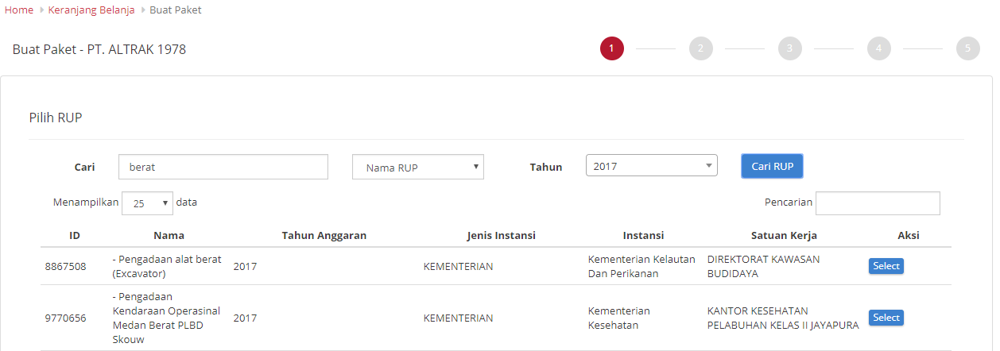 Home Keranjang Belanja Buat Paket
Buat Paket - PT. ALTRAK 1978
1 2 3 4 5
Pilih RUP
Cari berat Nama RUP Tahun 2017 Cari RUP
Menampilkan 25 data Pencarian
ID Nama Tahun Anggaran Jenis Instansi Instansi Satuan Kerja Aksi
8867508
- Pengadaan alat berat
(Excavator)
2017
KEMENTERIAN
Kementerian Kelautan
Dan Perikanan
DIREKTORAT KAWASAN
BUDIDAYA
Select
9770656
- Pengadaan
Kendaraan Operasinal
Medan Berat PLBD
Skouw
2017
KEMENTERIAN
Kementerian
Kesehatan
KANTOR KESEHATAN
PELABUHAN KELAS II JAYAPURA
Select